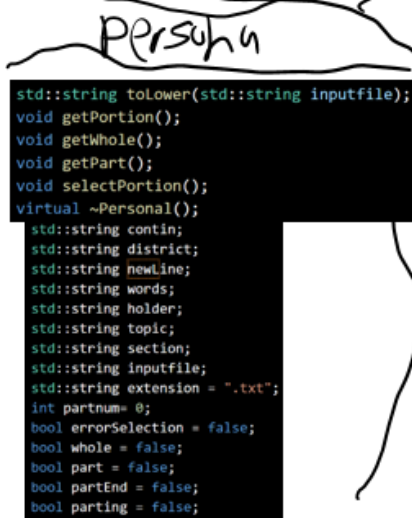 persona
std::string toLower(std::string inputfile);
void getPortion();
void getWhole();
void getPart();
void selectPortion();
virtual ~Personal();
std::string contin;
std::string district;
std::string newLine;
std::string words;
std::string holder;
std::string topic;
std::string section;
std::string inputfile;
std::string extension = ".txt";
int partnum= 0;
bool errorSelection = false;
bool whole = false;
bool part = false;
bool partEnd = false;
bool parting = false;